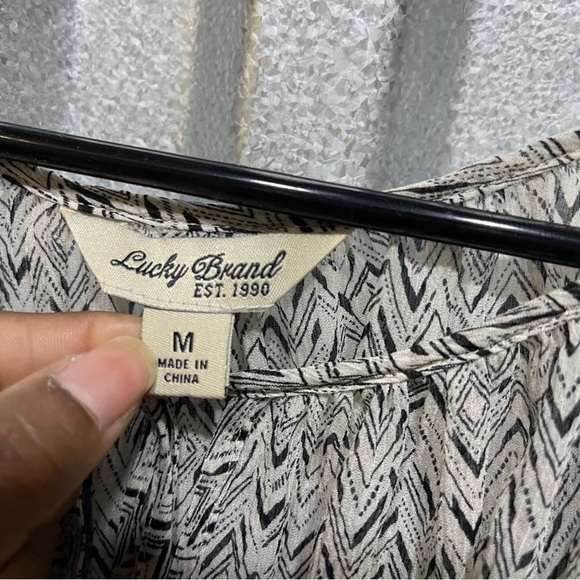 Lucky Brand
EST. 1990
M
MADE IN
CHINA